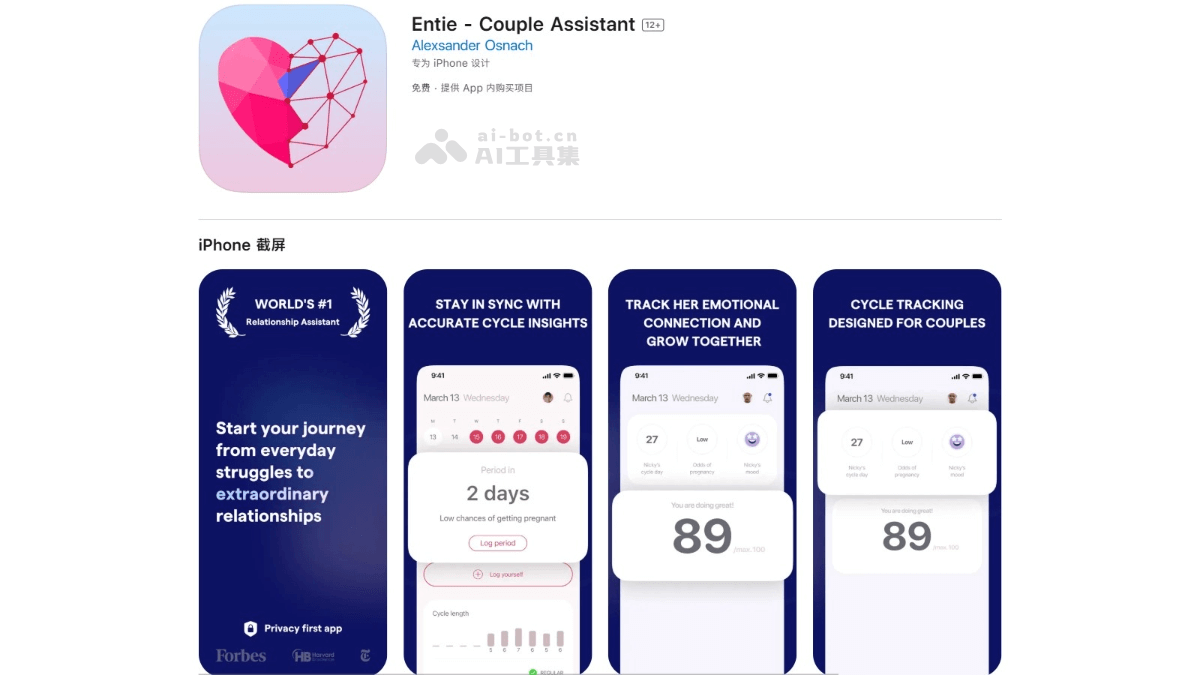 Entie - Couple Assistant 12+
Alexsander Osnach
专为 iPhone 设计
免费 · 提供 App 内购买项目
ai-bot.cn
AI工具集
iPhone 截屏
WORLD'S #1
Relationship Assistant
Start your journey
from everyday
struggles to
extraordinary
relationships
Privacy first app
Forbes
HB Harvard
STAY IN SYNC WITH
ACCURATE CYCLE INSIGHTS
9:41
March 13 Wednesday
M T W T F S S
13 14 15 16 17 18 19
Period in
2 days
Low chances of getting pregnant
Log period
Log yourself
Cycle length
REGULAR
TRACK HER EMOTIONAL
CONNECTION AND
GROW TOGETHER
9:41
March 13 Wednesday
27 Low
Nicky's Odds of Nicky's
cycle day pregnancy mood
You are doing great!
89 /max.100
CYCLE TRACKING
DESIGNED FOR COUPLES
9:41
March 13 Wednesday
27 Low
Nicky's Odds of Nicky's
cycle day pregnancy mood
You are doing great!
89 /max.100